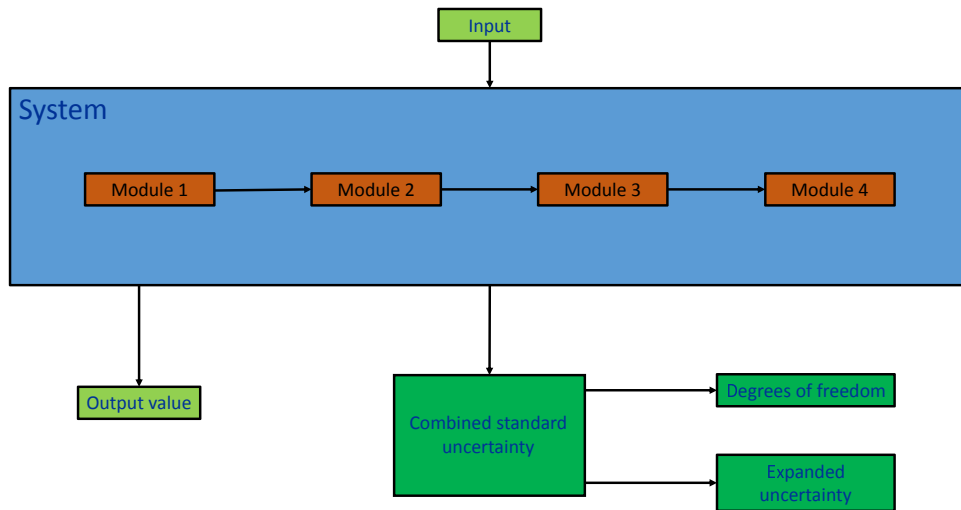 Input
System
Module 1
Module 2
Module 3
Module 4
Output value
Combined standard
uncertainty
Degrees of freedom
Expanded
uncertainty